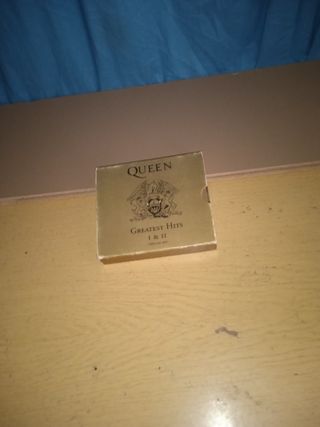 QUEEN
GREATEST HITS
I & II